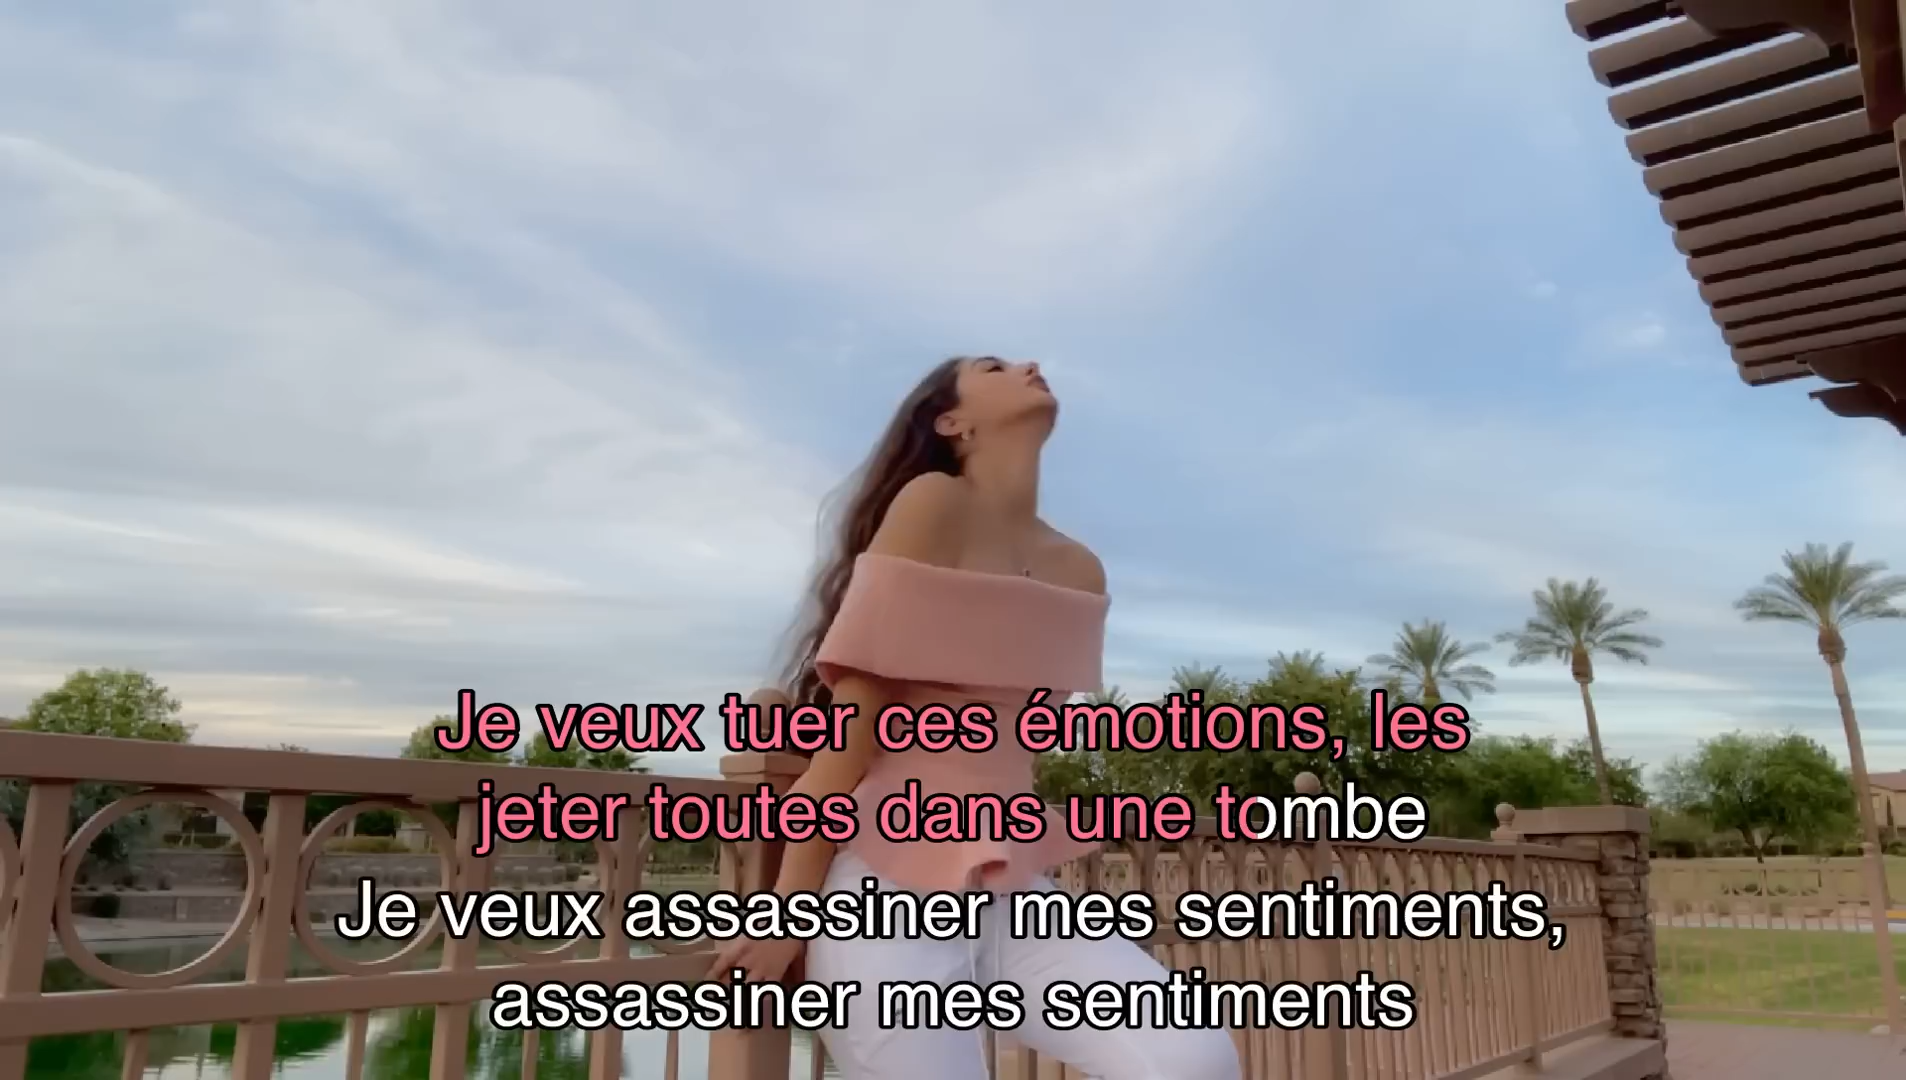 Je veux tuer ces émotions, les
jeter toutes dans une tombe
Je veux assassiner mes sentiments,
assassiner mes sentiments